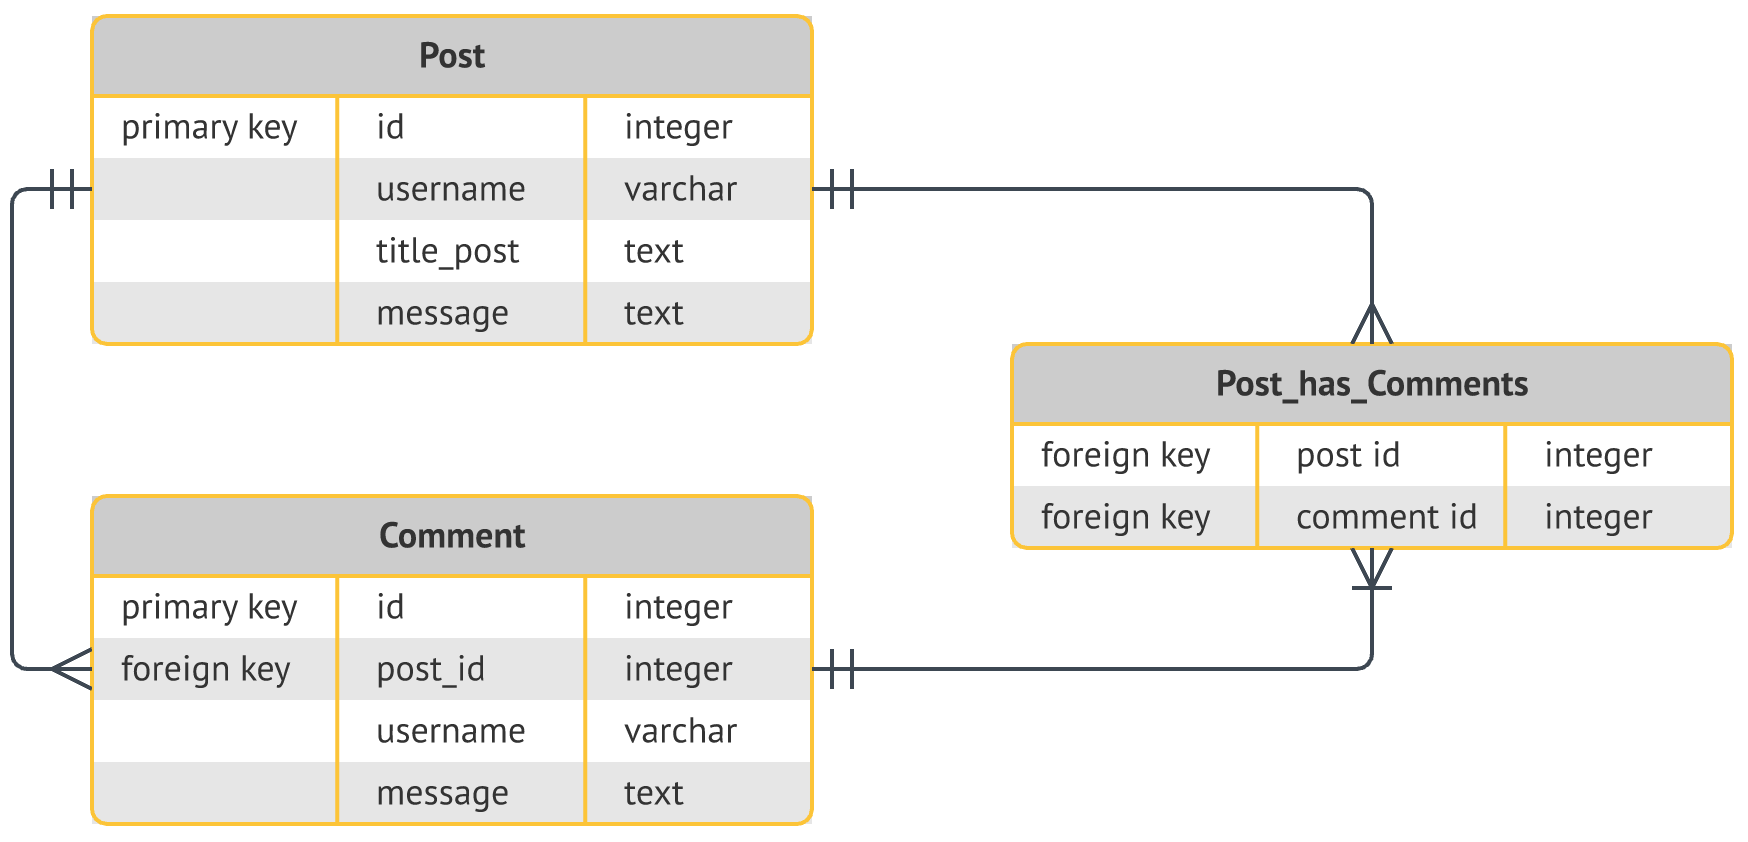 Post
primary key id integer
username varchar
title_post text
message text
Post_has_Comments
foreign key post id integer
foreign key comment id integer
Comment
primary key id integer
foreign key post_id integer
username varchar
message text